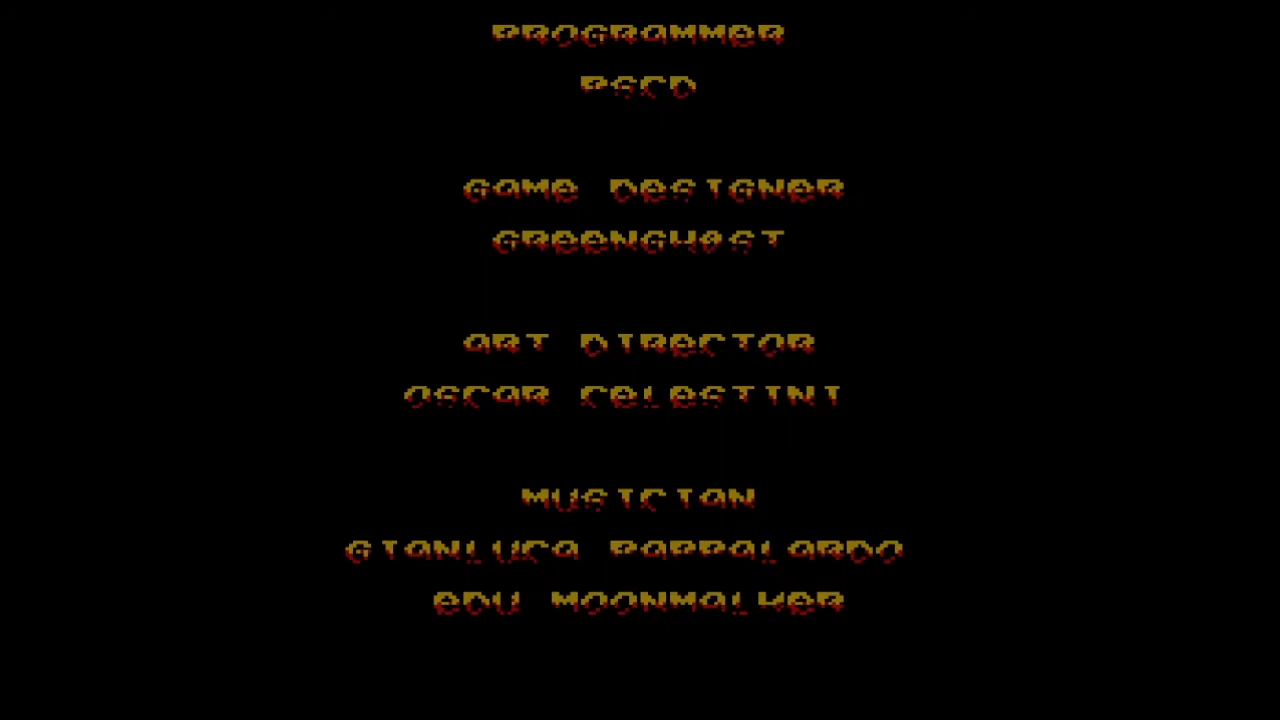 PROGRAMMER
PSCD
GAME DESIGNER
GREENGHOST
ART DIRECTOR
OSCAR CELESTINI
MUSICIAN
GIANLUCA PAPPALARDO
EDU MOONWALKER